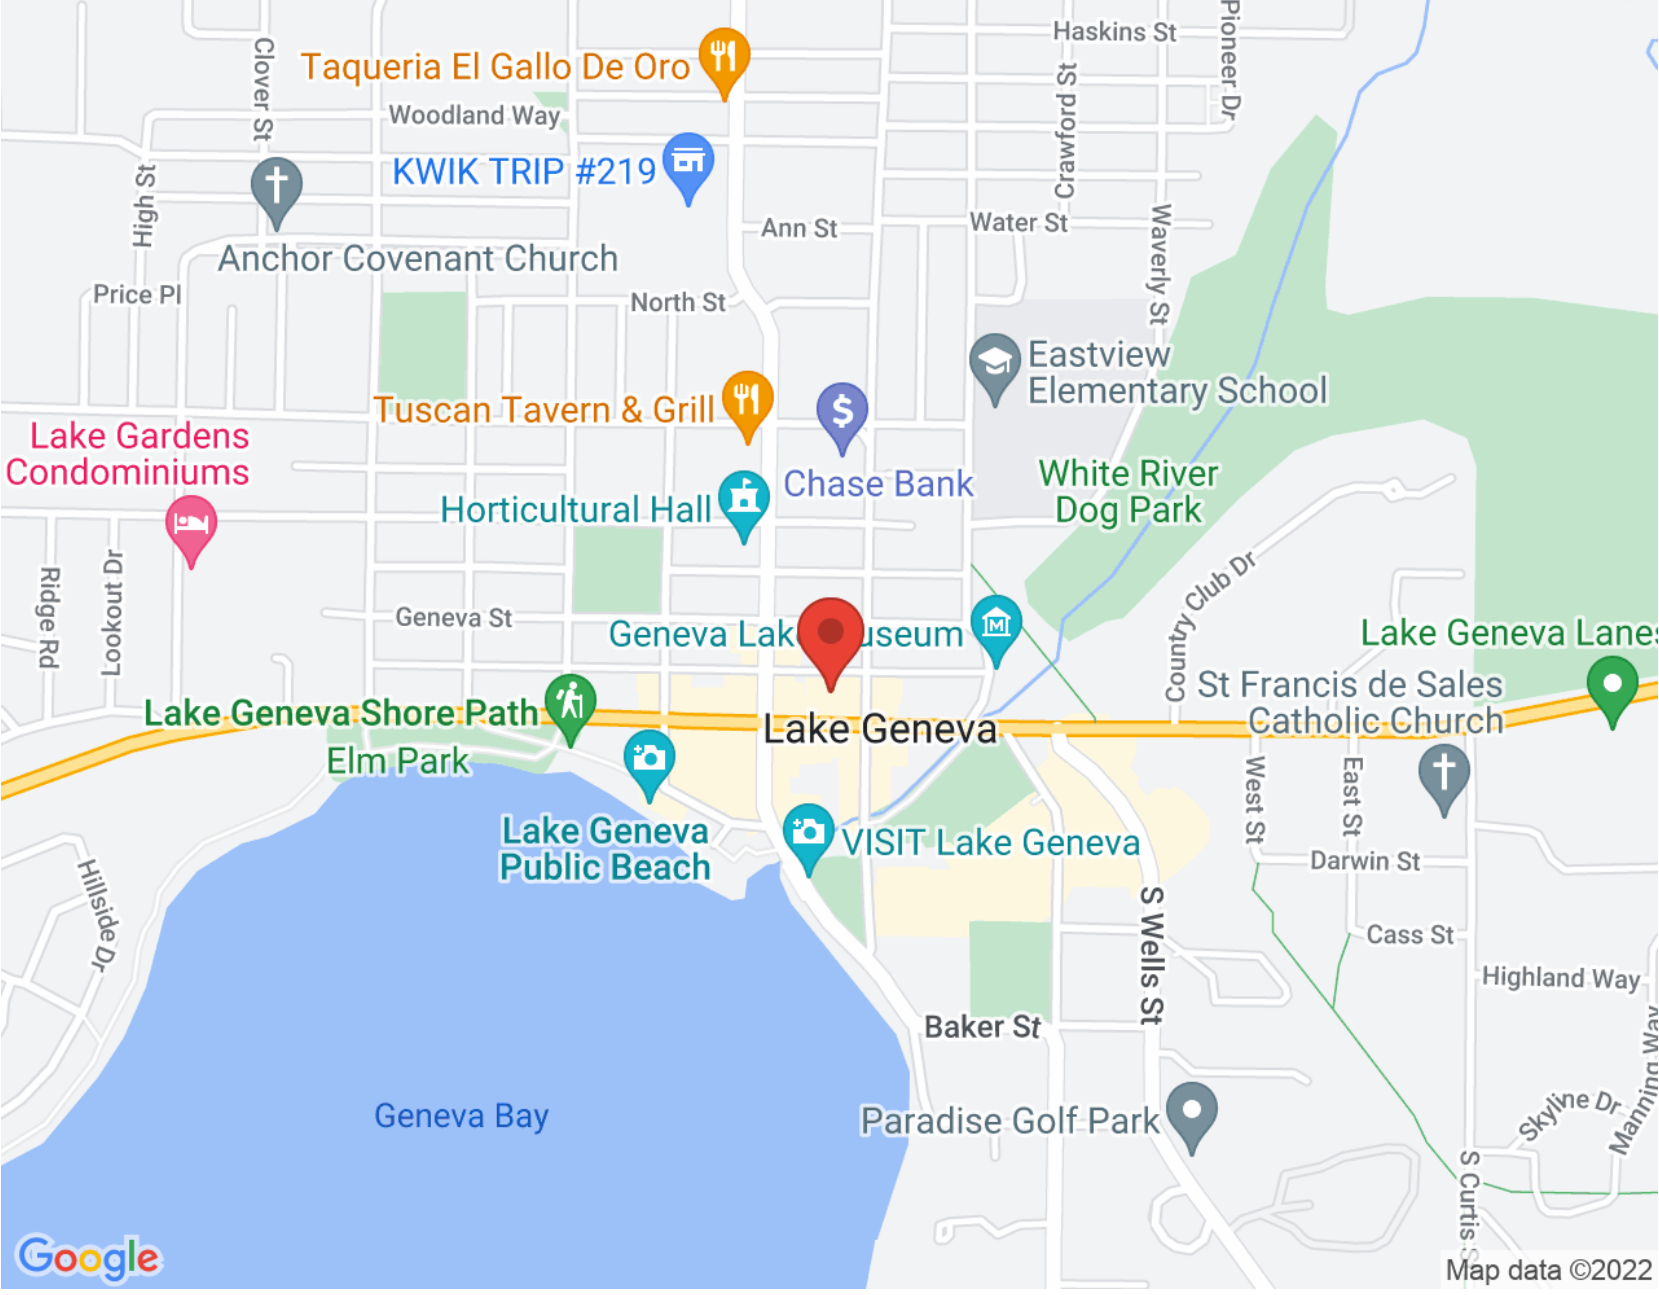 Haskins St
Pioneer Dr
Clover St
Taqueria El Gallo De Oro
Crawford St
Woodland Way
KWIK TRIP #219
High St
Ann St
Water St
Waverly St
Anchor Covenant Church
Price Pl
North St
Eastview
Elementary School
Tuscan Tavern & Grill
Lake Gardens
Condominiums
Chase Bank
White River
Dog Park
Horticultural Hall
Ridge Rd
Lookout Dr
Country Club Dr
Geneva St
Geneva Lak useum
Lake Geneva Lanes
St Francis de Sales
Catholic Church
Lake Geneva Shore Path
Elm Park
Lake Geneva
West St
East St
Lake Geneva
Public Beach
VISIT Lake Geneva
Darwin St
Hillside Dr
S Wells St
Cass St
Highland Way
Baker St
Manning Way
Geneva Bay
Paradise Golf Park
Skyline Dr
S Curtis S
Google
Map data ©2022